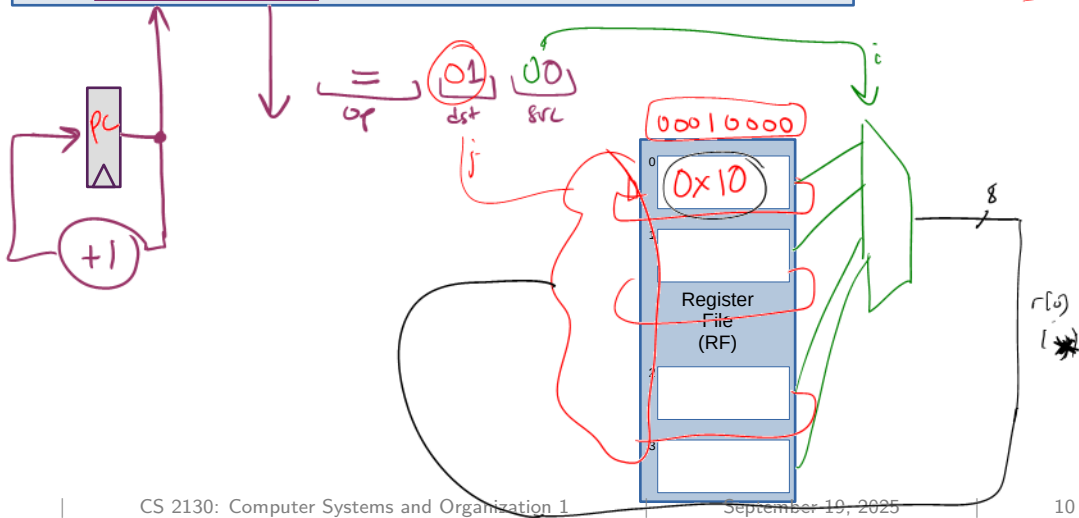 = 01 00
op dst src
i
j
pc
+1
00010000
0
0x10
8
1
Register
File
(RF)
r[0]
2
3
CS 2130: Computer Systems and Organization 1
September 19, 2025
10